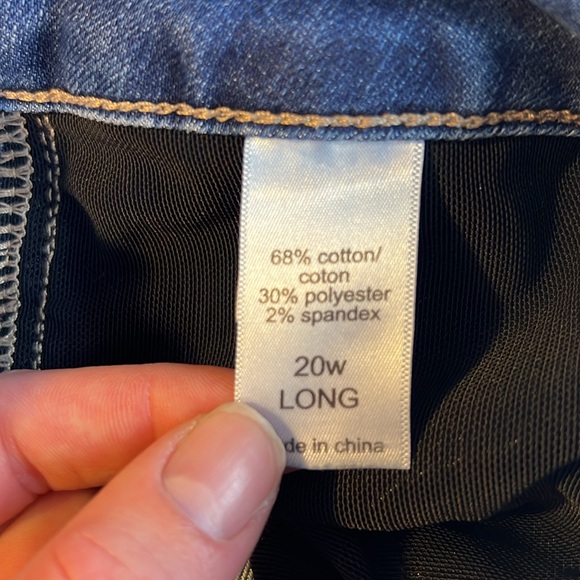 68% cotton/
coton
30% polyester
2% spandex
20w
LONG
de in china